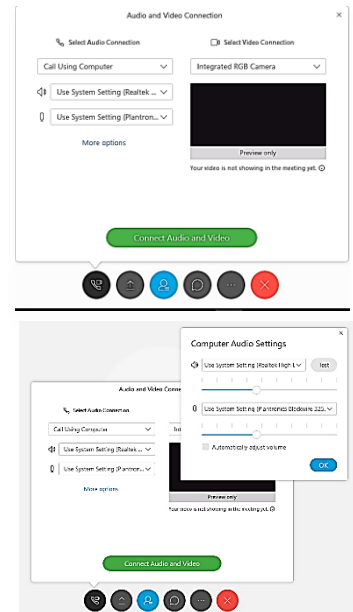 Audio and Video Connection
Select Audio Connection
Select Video Connection
Call Using Computer
Integrated RGB Camera
Use System Setting (Realtek ...
Use System Setting (Plantron...
More options
Preview only
Your video is not showing in the meeting yet.
Connect Audio and Video
Computer Audio Settings
Use System Setting (Realtek High D
Test
Use System Setting (Plantronics Blackwire 325.
Automatically adjust volume
OK
Audio and Video Conne
Select Audio Connection
Call Using Computer
Int
Use System Setting (Realtek ...
Use System Setting (Plantron...
More options
Preview only
Your video is not showing in the meeting yet.
Connect Audio and Video